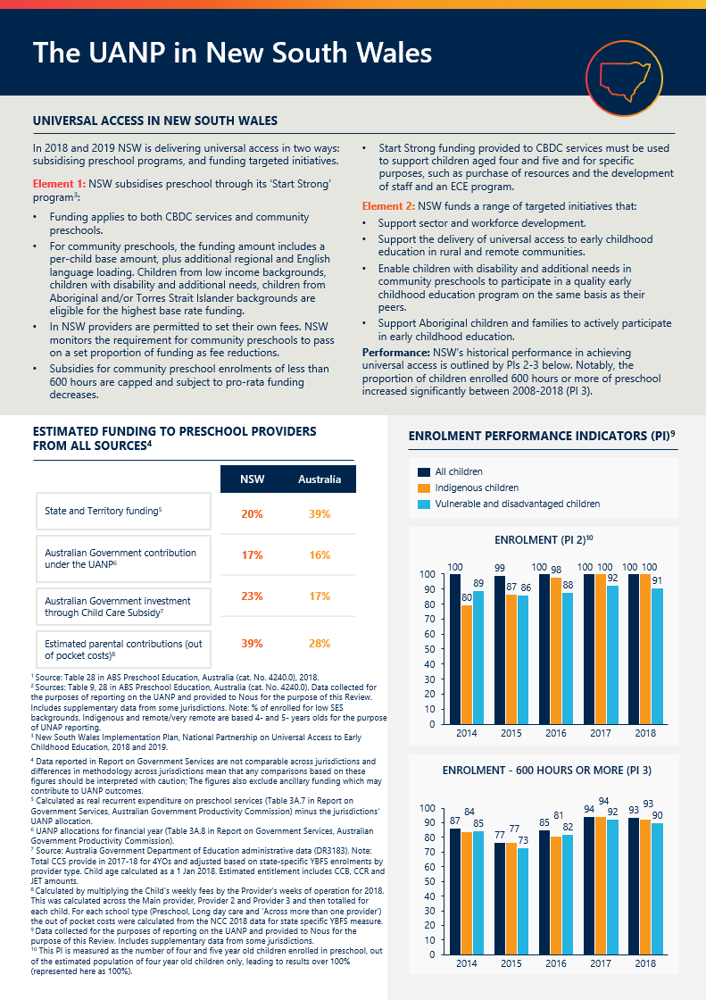 The UANP in New South Wales
UNIVERSAL ACCESS IN NEW SOUTH WALES
In 2018 and 2019 NSW is delivering universal access in two ways:
subsidising preschool programs, and funding targeted initiatives.
Element 1: NSW subsidises preschool through its ‘Start Strong’
program³:
• Funding applies to both CBDC services and community
preschools.
• For community preschools, the funding amount includes a
per-child base amount, plus additional regional and English
language loading. Children from low income backgrounds,
children with disability and additional needs, children from
Aboriginal and/or Torres Strait Islander backgrounds are
eligible for the highest base rate funding.
• In NSW providers are permitted to set their own fees. NSW
monitors the requirement for community preschools to pass
on a set proportion of funding as fee reductions.
• Subsidies for community preschool enrolments of less than
600 hours are capped and subject to pro-rata funding
decreases.
• Start Strong funding provided to CBDC services must be used
to support children aged four and five and for specific
purposes, such as purchase of resources and the development
of staff and an ECE program.
Element 2: NSW funds a range of targeted initiatives that:
• Support sector and workforce development.
• Support the delivery of universal access to early childhood
education in rural and remote communities.
• Enable children with disability and additional needs in
community preschools to participate in a quality early
childhood education program on the same basis as their
peers.
• Support Aboriginal children and families to actively participate
in early childhood education.
Performance: NSW’s historical performance in achieving
universal access is outlined by PIs 2-3 below. Notably, the
proportion of children enrolled 600 hours or more of preschool
increased significantly between 2008-2018 (PI 3).
ESTIMATED FUNDING TO PRESCHOOL PROVIDERS
FROM ALL SOURCES⁴
NSW Australia
State and Territory funding⁵ 20% 39%
Australian Government contribution
under the UANP⁶ 17% 16%
Australian Government investment
through Child Care Subsidy⁷ 23% 17%
Estimated parental contributions (out
of pocket costs)⁸ 39% 28%
¹ Source: Table 28 in ABS Preschool Education, Australia (cat. No. 4240.0), 2018.
² Sources: Table 9, 28 in ABS Preschool Education, Australia (cat. No. 4240.0). Data collected for
the purposes of reporting on the UANP and provided to Nous for the purpose of this Review.
Includes supplementary data from some jurisdictions. Note: % of enrolled for low SES
backgrounds, Indigenous and remote/very remote are based 4- and 5- years olds for the purpose
of UNAP reporting.
³ New South Wales Implementation Plan, National Partnership on Universal Access to Early
Childhood Education, 2018 and 2019.
⁴ Data reported in Report on Government Services are not comparable across jurisdictions and
differences in methodology across jurisdictions mean that any comparisons based on these
figures should be interpreted with caution; The figures also exclude ancillary funding which may
contribute to UANP outcomes.
⁵ Calculated as real recurrent expenditure on preschool services (Table 3A.7 in Report on
Government Services, Australian Government Productivity Commission) minus the jurisdictions’
UANP allocation.
⁶ UANP allocations for financial year (Table 3A.8 in Report on Government Services, Australian
Government Productivity Commission).
⁷ Source: Australia Government Department of Education administrative data (DR3183). Note:
Total CCS provide in 2017-18 for 4YOs and adjusted based on state-specific YBFS enrolments by
provider type. Child age calculated as a 1 Jan 2018. Estimated entitlement includes CCB, CCR and
JET amounts.
⁸ Calculated by multiplying the Child’s weekly fees by the Provider’s weeks of operation for 2018.
This was calculated across the Main provider, Provider 2 and Provider 3 and then totalled for
each child. For each school type (Preschool, Long day care and ‘Across more than one provider’)
the out of pocket costs were calculated from the NCC 2018 data for state specific YBFS measure.
⁹ Data collected for the purposes of reporting on the UANP and provided to Nous for the
purpose of this Review. Includes supplementary data from some jurisdictions.
¹⁰ This PI is measured as the number of four and five year old children enrolled in preschool, out
of the estimated population of four year old children only, leading to results over 100%
(represented here as 100%).
ENROLMENT PERFORMANCE INDICATORS (PI)⁹
All children
Indigenous children
Vulnerable and disadvantaged children
ENROLMENT (PI 2)¹⁰
100 80 89 99 87 86 100 98 88 100 100 92 100 100 91
100
90
80
70
60
50
40
30
20
10
0
2014 2015 2016 2017 2018
ENROLMENT - 600 HOURS OR MORE (PI 3)
87 84 85 77 77 73 85 81 82 94 94 92 93 93 90
100
90
80
70
60
50
40
30
20
10
0
2014 2015 2016 2017 2018